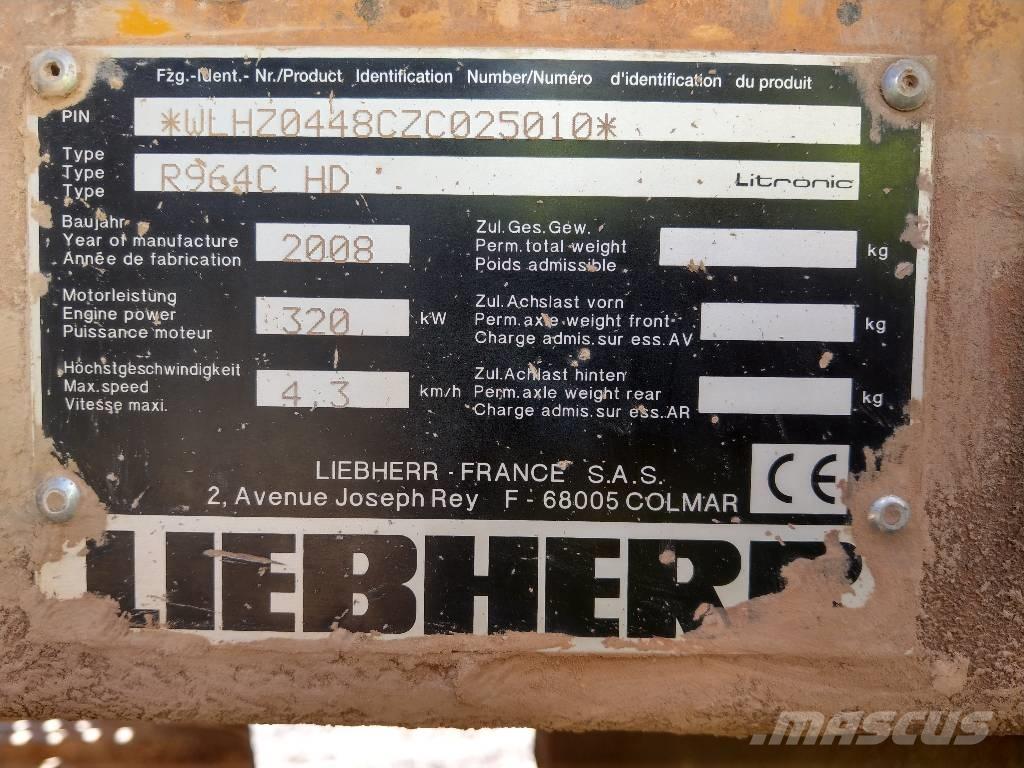 Fzg.-Ident.- Nr./Product Identification Number/Numéro d'identification du produit
PIN *WLHZ0448CZC025010*
Type
Type
Type
R964C HD Litronic
Baujahr
Year of manufacture
Année de fabrication
2008
Zul.Ges.Gew.
Perm.total weight
Poids admissible
kg
Motorleistung
Engine power
Puissance moteur
320 kW
Zul.Achslast vorn
Perm.axle weight front
Charge admis.sur ess.AV
kg
Höchstgeschwindigkeit
Max.speed
Vitesse maxi.
4.3 km/h
Zul.Achlast hinten
Perm.axle weight rear
Charge admis.sur ess.AR
kg
LIEBHERR - FRANCE S.A.S.
2, Avenue Joseph Rey F - 68005 COLMAR
CE
LIEBHERR
MASCUS